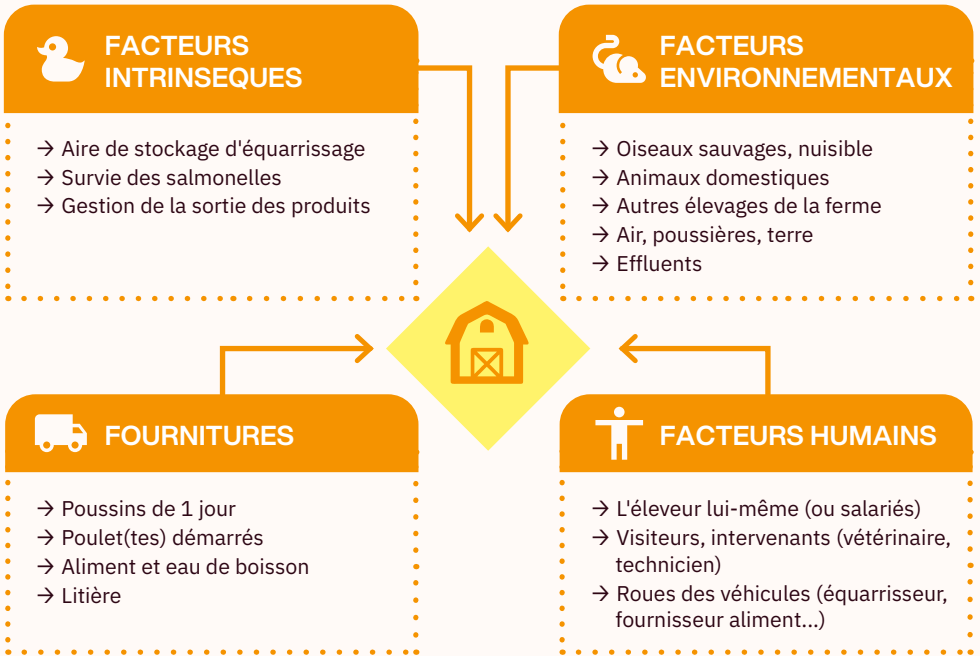 FACTEURS
INTRINSEQUES
→ Aire de stockage d'équarrissage
→ Survie des salmonelles
→ Gestion de la sortie des produits
FACTEURS
ENVIRONNEMENTAUX
→ Oiseaux sauvages, nuisible
→ Animaux domestiques
→ Autres élevages de la ferme
→ Air, poussières, terre
→ Effluents
FOURNITURES
→ Poussins de 1 jour
→ Poulet(tes) démarrés
→ Aliment et eau de boisson
→ Litière
FACTEURS HUMAINS
→ L'éleveur lui-même (ou salariés)
→ Visiteurs, intervenants (vétérinaire,
technicien)
→ Roues des véhicules (équarrisseur,
fournisseur aliment...)